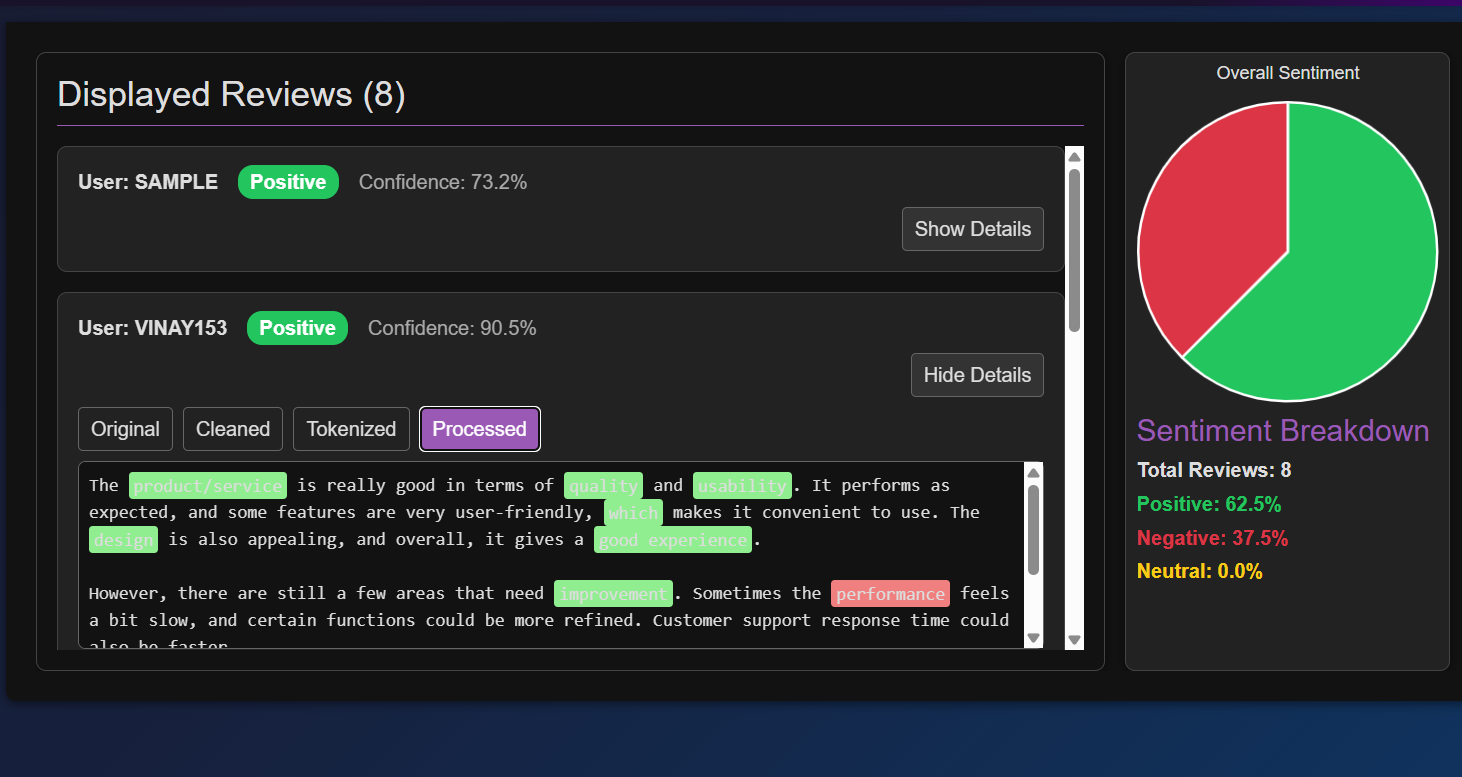 Displayed Reviews (8)
User: SAMPLE Positive Confidence: 73.2%
Show Details
User: VINAY153 Positive Confidence: 90.5%
Hide Details
Original Cleaned Tokenized Processed
The product/service is really good in terms of quality and usability. It performs as
expected, and some features are very user-friendly, which makes it convenient to use. The
design is also appealing, and overall, it gives a good experience.
However, there are still a few areas that need improvement. Sometimes the performance feels
a bit slow, and certain functions could be more refined. Customer support response time could
also be faster
Overall Sentiment
Sentiment Breakdown
Total Reviews: 8
Positive: 62.5%
Negative: 37.5%
Neutral: 0.0%